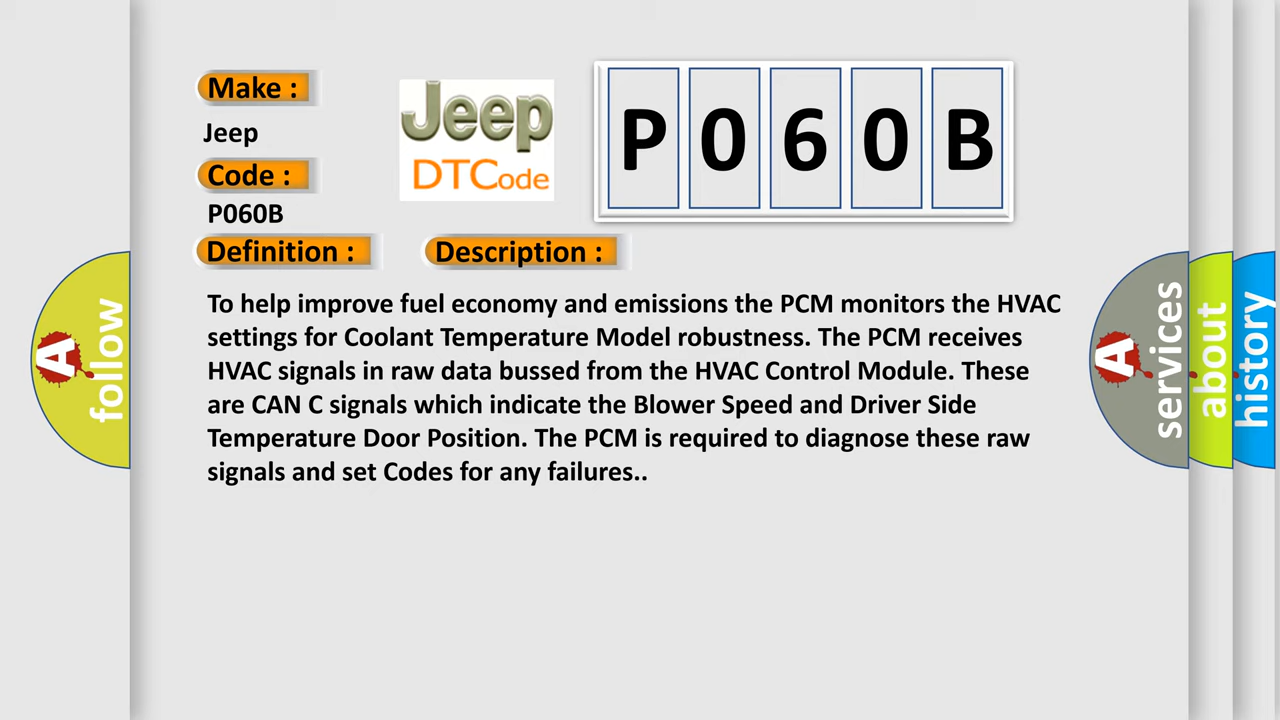 Make :
Jeep
Code :
P060B
Definition :
Description :
Jeep
DTCode
P060B
To help improve fuel economy and emissions the PCM monitors the HVAC
settings for Coolant Temperature Model robustness. The PCM receives
HVAC signals in raw data bussed from the HVAC Control Module. These
are CAN C signals which indicate the Blower Speed and Driver Side
Temperature Door Position. The PCM is required to diagnose these raw
signals and set Codes for any failures..
A
follow
A
services
about
history